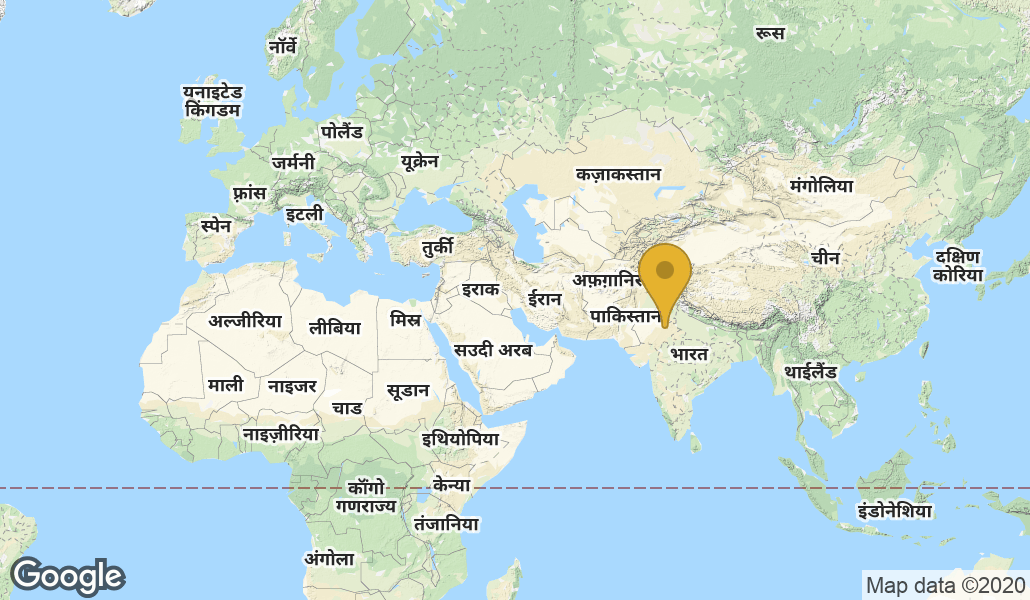 रूस
नॉर्वे
यनाइटेड
किंगडम
पोलैंड
यूक्रेन
जर्मनी
कज़ाकस्तान
मंगोलिया
फ़्रांस
इटली
स्पेन
तुर्की
चीन
दक्षिण
कोरिया
अफ़ग़ानिस
इराक
ईरान
पाकिस्तान
अल्जीरिया
लीबिया
मिस्र
सउदी अरब
भारत
थाईलैंड
माली
नाइजर
सूडान
चाड
नाइज़ीरिया
इथियोपिया
केन्या
कॉंगो
गणराज्य
तंजानिया
इंडोनेशिया
अंगोला
Google
Map data ©2020